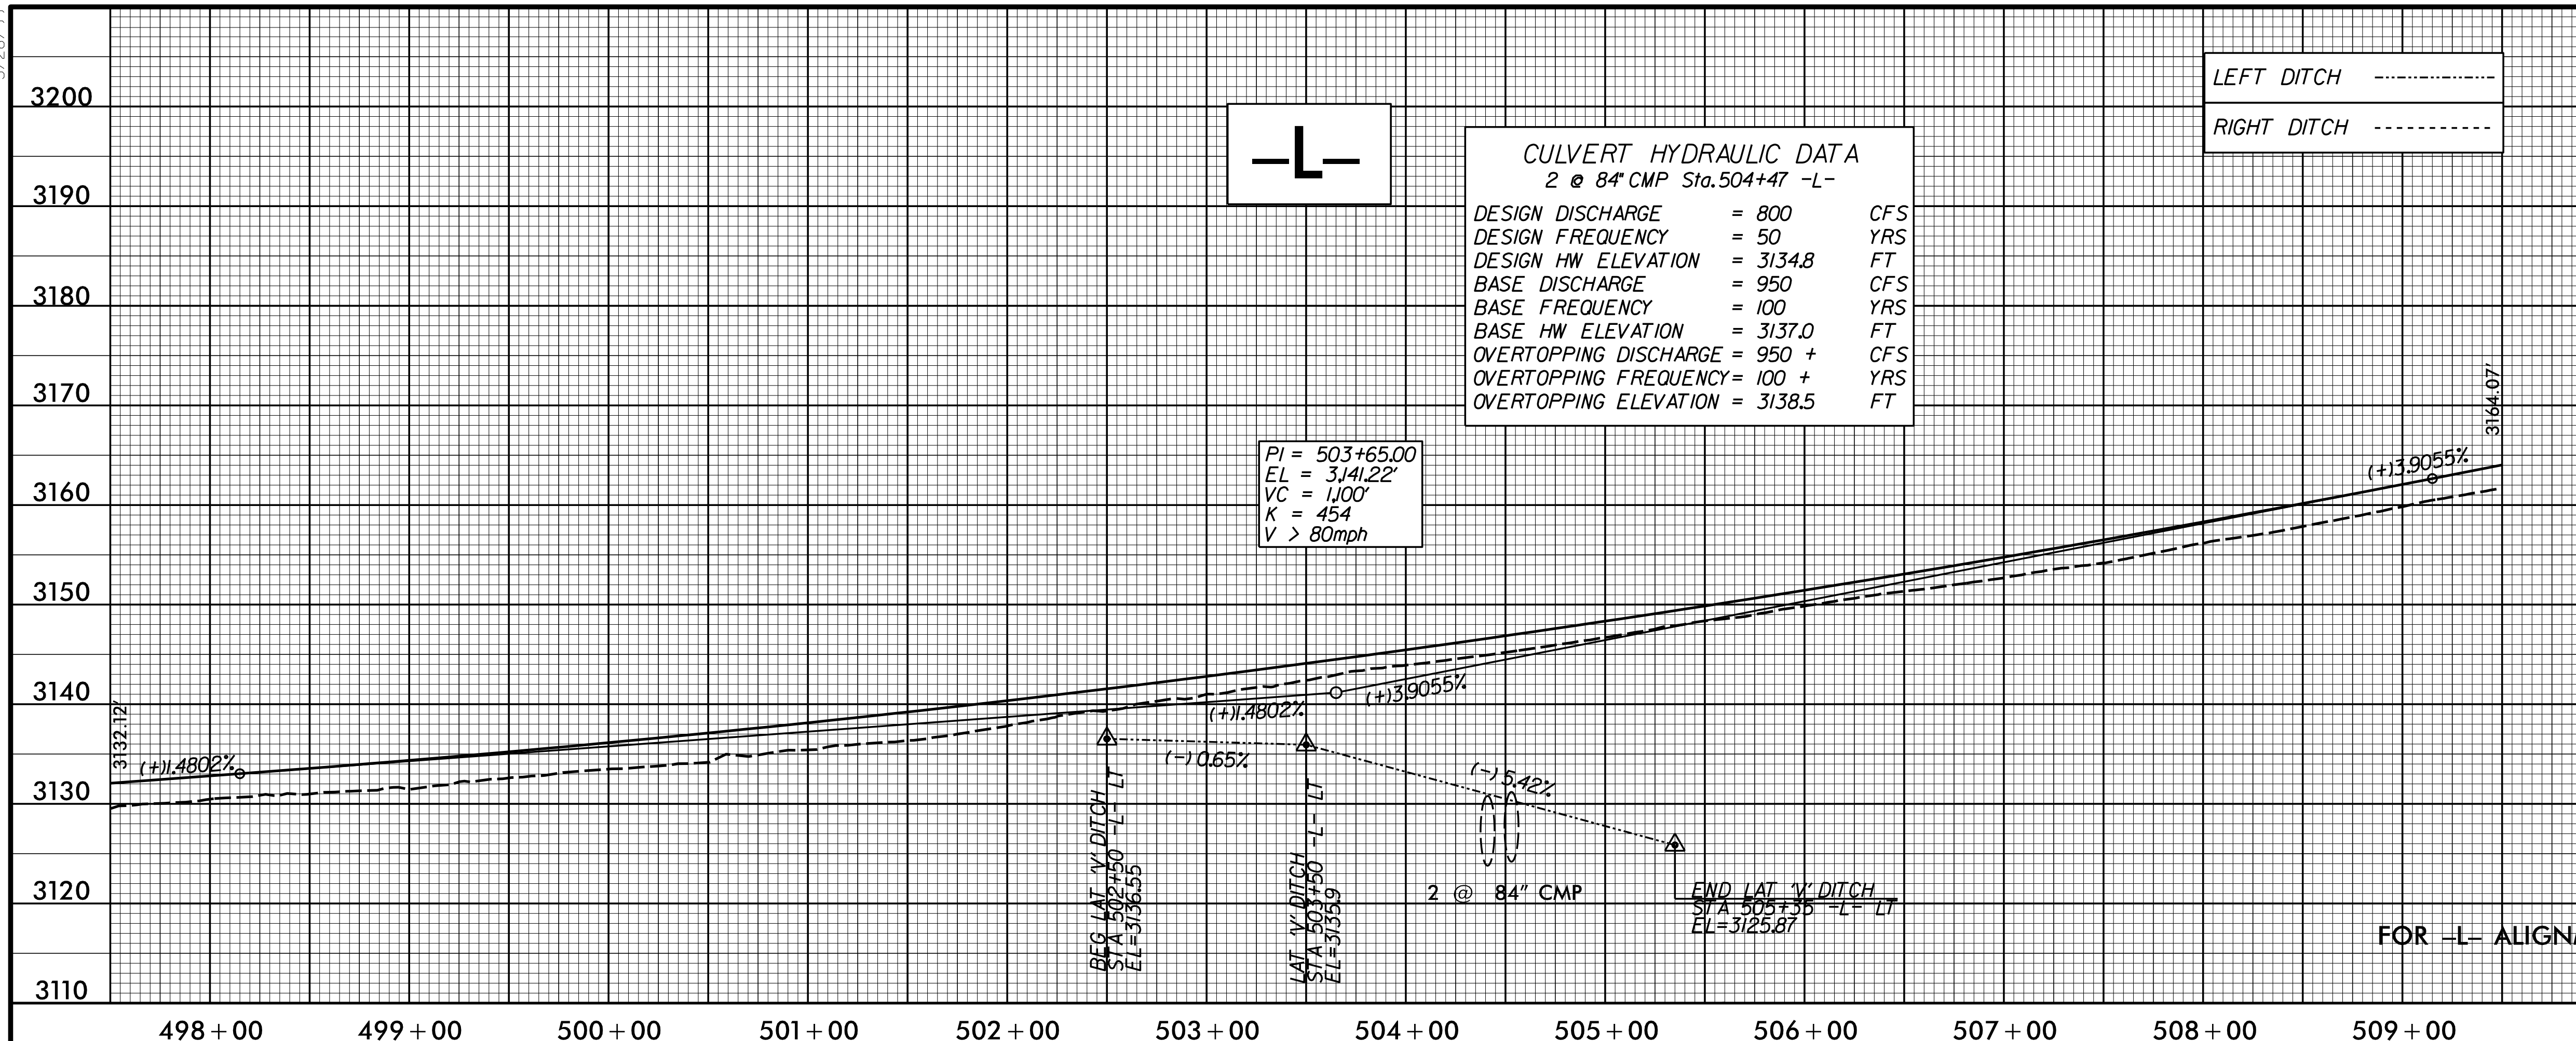 LEFT DITCH
RIGHT DITCH
3200
3190
3180
3170
3160
3150
3140
3130
3120
3110
–L–
CULVERT HYDRAULIC DATA
2 @ 84" CMP Sta. 504+47 -L-
DESIGN DISCHARGE = 800 CFS
DESIGN FREQUENCY = 50 YRS
DESIGN HW ELEVATION = 3134.8 FT
BASE DISCHARGE = 950 CFS
BASE FREQUENCY = 100 YRS
BASE HW ELEVATION = 3137.0 FT
OVERTOPPING DISCHARGE = 950 + CFS
OVERTOPPING FREQUENCY = 100 + YRS
OVERTOPPING ELEVATION = 3138.5 FT
PI = 503+65.00
EL = 3,141.22'
VC = 1,100'
K = 454
V > 80mph
3164.07'
(+)3.9055%
3132.12'
(+)1.4802%
(+)1.4802%
(+)3.9055%
(-)0.65%
(-)5.42%
BEG LAT 'V' DITCH
STA 502+50 -L- LT
EL=3136.55
LAT 'V' DITCH
STA 503+50 -L- LT
EL=3135.9
2 @ 84" CMP
END LAT 'V' DITCH
STA 505+35 -L- LT
EL=3125.87
FOR –L–
498+00 499+00 500+00 501+00 502+00 503+00 504+00 505+00 506+00 507+00 508+00 509+00